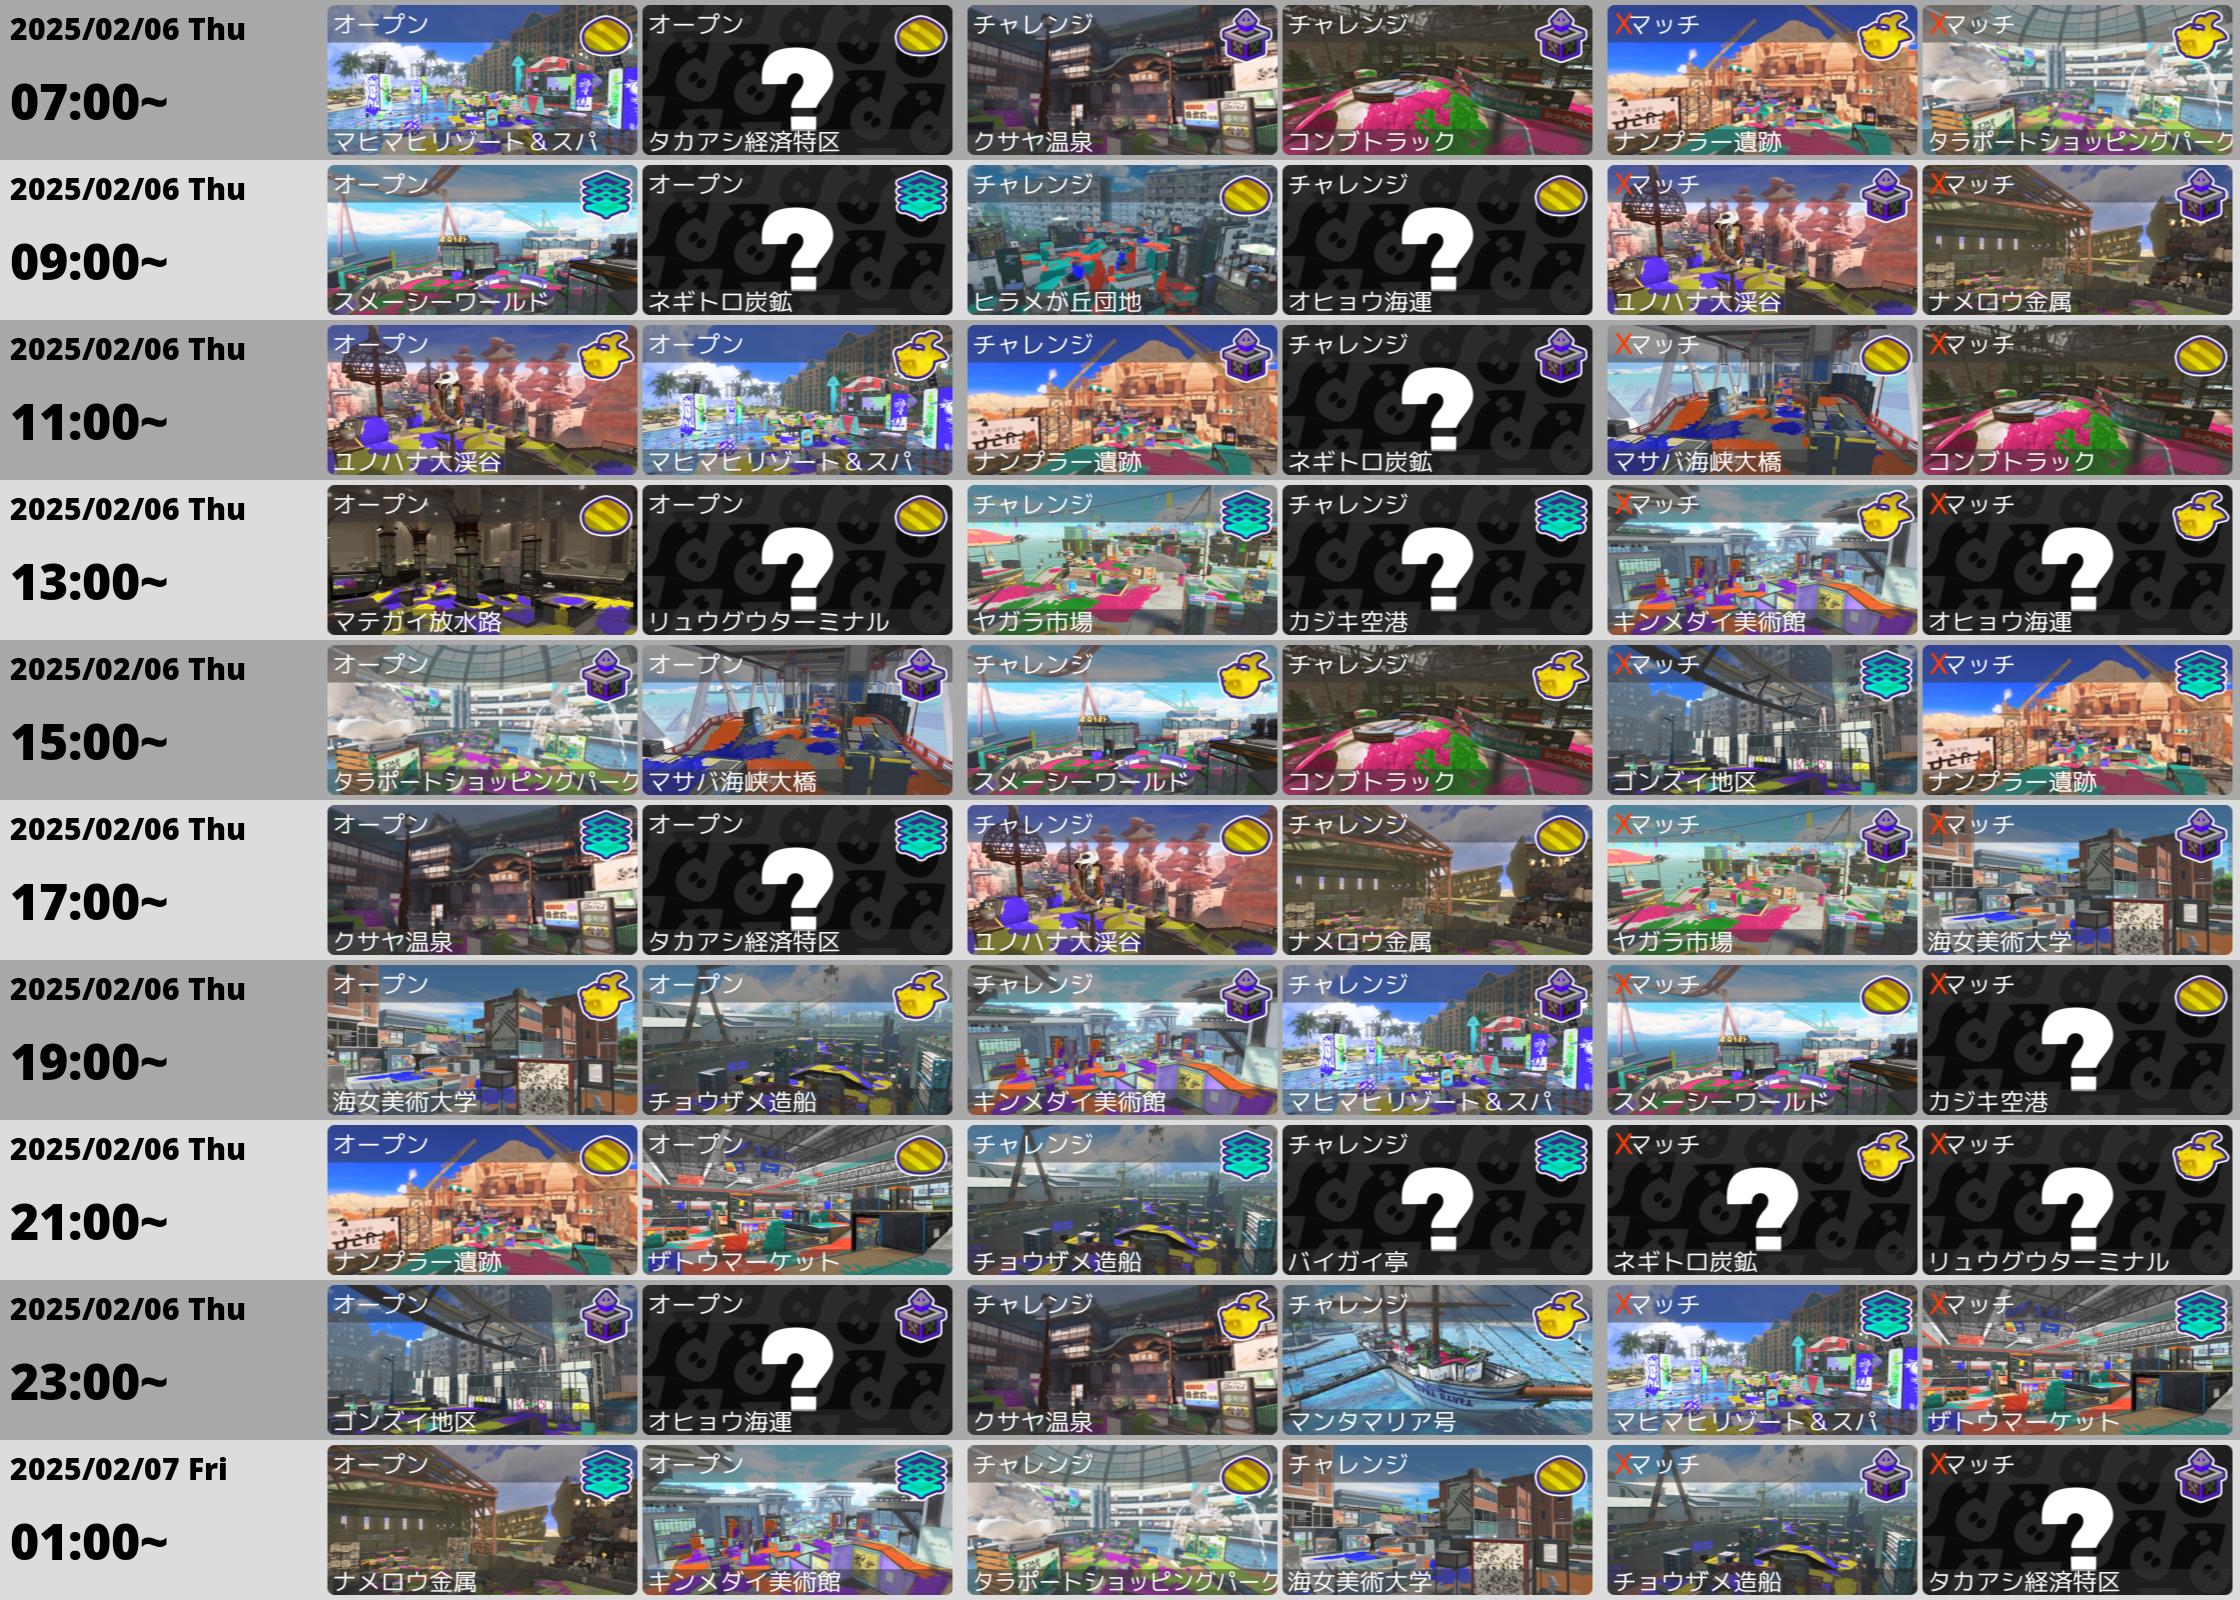 2025/02/06 Thu
07:00~
オープン
マヒマヒリゾート＆スパ
オープン
タカアシ経済特区
チャレンジ
クサヤ温泉
チャレンジ
コンブトラック
Xマッチ
ナンプラー遺跡
Xマッチ
タラポートショッピングパーク
2025/02/06 Thu
09:00~
オープン
スメーシーワールド
オープン
ネギトロ炭鉱
チャレンジ
ヒラメが丘団地
チャレンジ
オヒョウ海運
Xマッチ
ユノハナ大渓谷
Xマッチ
ナメロウ金属
2025/02/06 Thu
11:00~
オープン
ユノハナ大渓谷
オープン
マヒマヒリゾート＆スパ
チャレンジ
ナンプラー遺跡
チャレンジ
ネギトロ炭鉱
Xマッチ
マサバ海峡大橋
Xマッチ
コンブトラック
2025/02/06 Thu
13:00~
オープン
マテガイ放水路
オープン
リュウグウターミナル
チャレンジ
ヤガラ市場
チャレンジ
カジキ空港
Xマッチ
キンメダイ美術館
Xマッチ
オヒョウ海運
2025/02/06 Thu
15:00~
オープン
タラポートショッピングパーク
オープン
マサバ海峡大橋
チャレンジ
スメーシーワールド
チャレンジ
コンブトラック
Xマッチ
ゴンズイ地区
Xマッチ
ナンプラー遺跡
2025/02/06 Thu
17:00~
オープン
クサヤ温泉
オープン
タカアシ経済特区
チャレンジ
ユノハナ大渓谷
チャレンジ
ナメロウ金属
Xマッチ
ヤガラ市場
Xマッチ
海女美術大学
2025/02/06 Thu
19:00~
オープン
海女美術大学
オープン
チョウザメ造船
チャレンジ
キンメダイ美術館
チャレンジ
マヒマヒリゾート＆スパ
Xマッチ
スメーシーワールド
Xマッチ
カジキ空港
2025/02/06 Thu
21:00~
オープン
ナンプラー遺跡
オープン
ザトウマーケット
チャレンジ
チョウザメ造船
チャレンジ
バイガイ亭
Xマッチ
ネギトロ炭鉱
Xマッチ
リュウグウターミナル
2025/02/06 Thu
23:00~
オープン
ゴンズイ地区
オープン
オヒョウ海運
チャレンジ
クサヤ温泉
チャレンジ
マンタマリア号
Xマッチ
マヒマヒリゾート＆スパ
Xマッチ
ザトウマーケット
2025/02/07 Fri
01:00~
オープン
ナメロウ金属
オープン
キンメダイ美術館
チャレンジ
タラポートショッピングパーク
チャレンジ
海女美術大学
Xマッチ
チョウザメ造船
Xマッチ
タカアシ経済特区